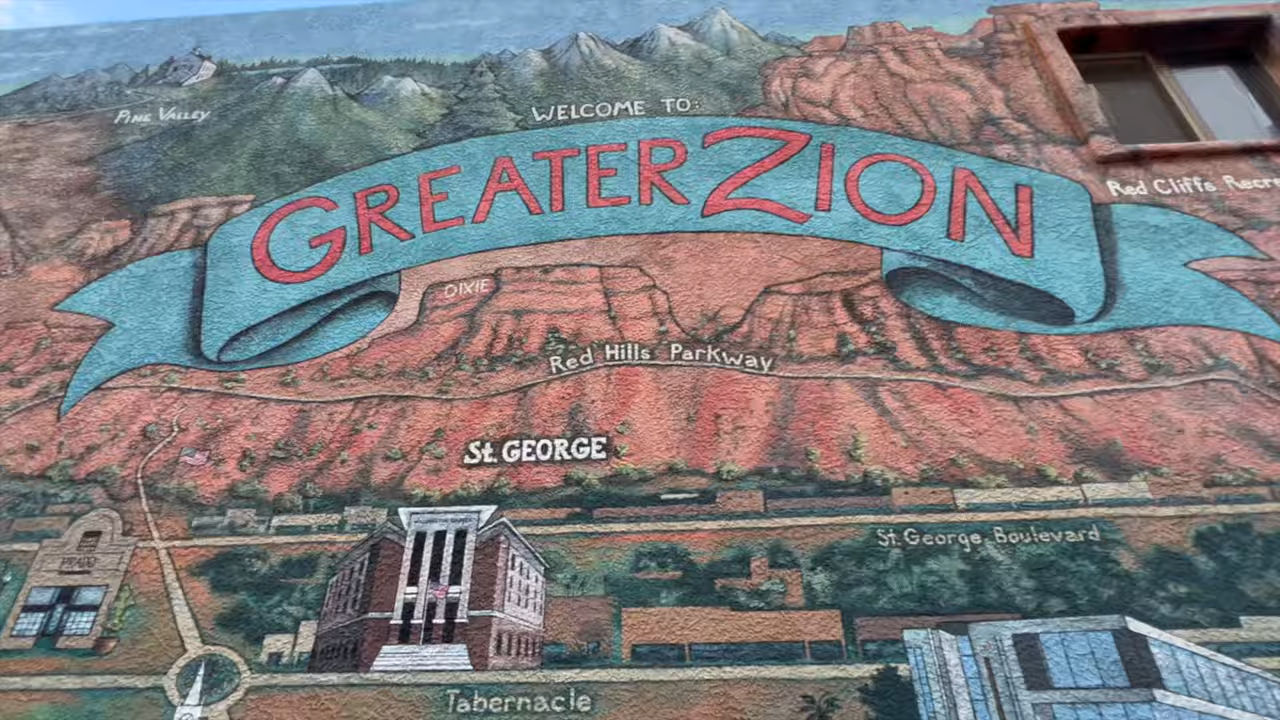 WELCOME TO:
PINE VALLEY
GREATER ZION
Red Cliffs Recre
DIXIE
Red Hills Parkway
St. GEORGE
St. George Boulevard
Tabernacle